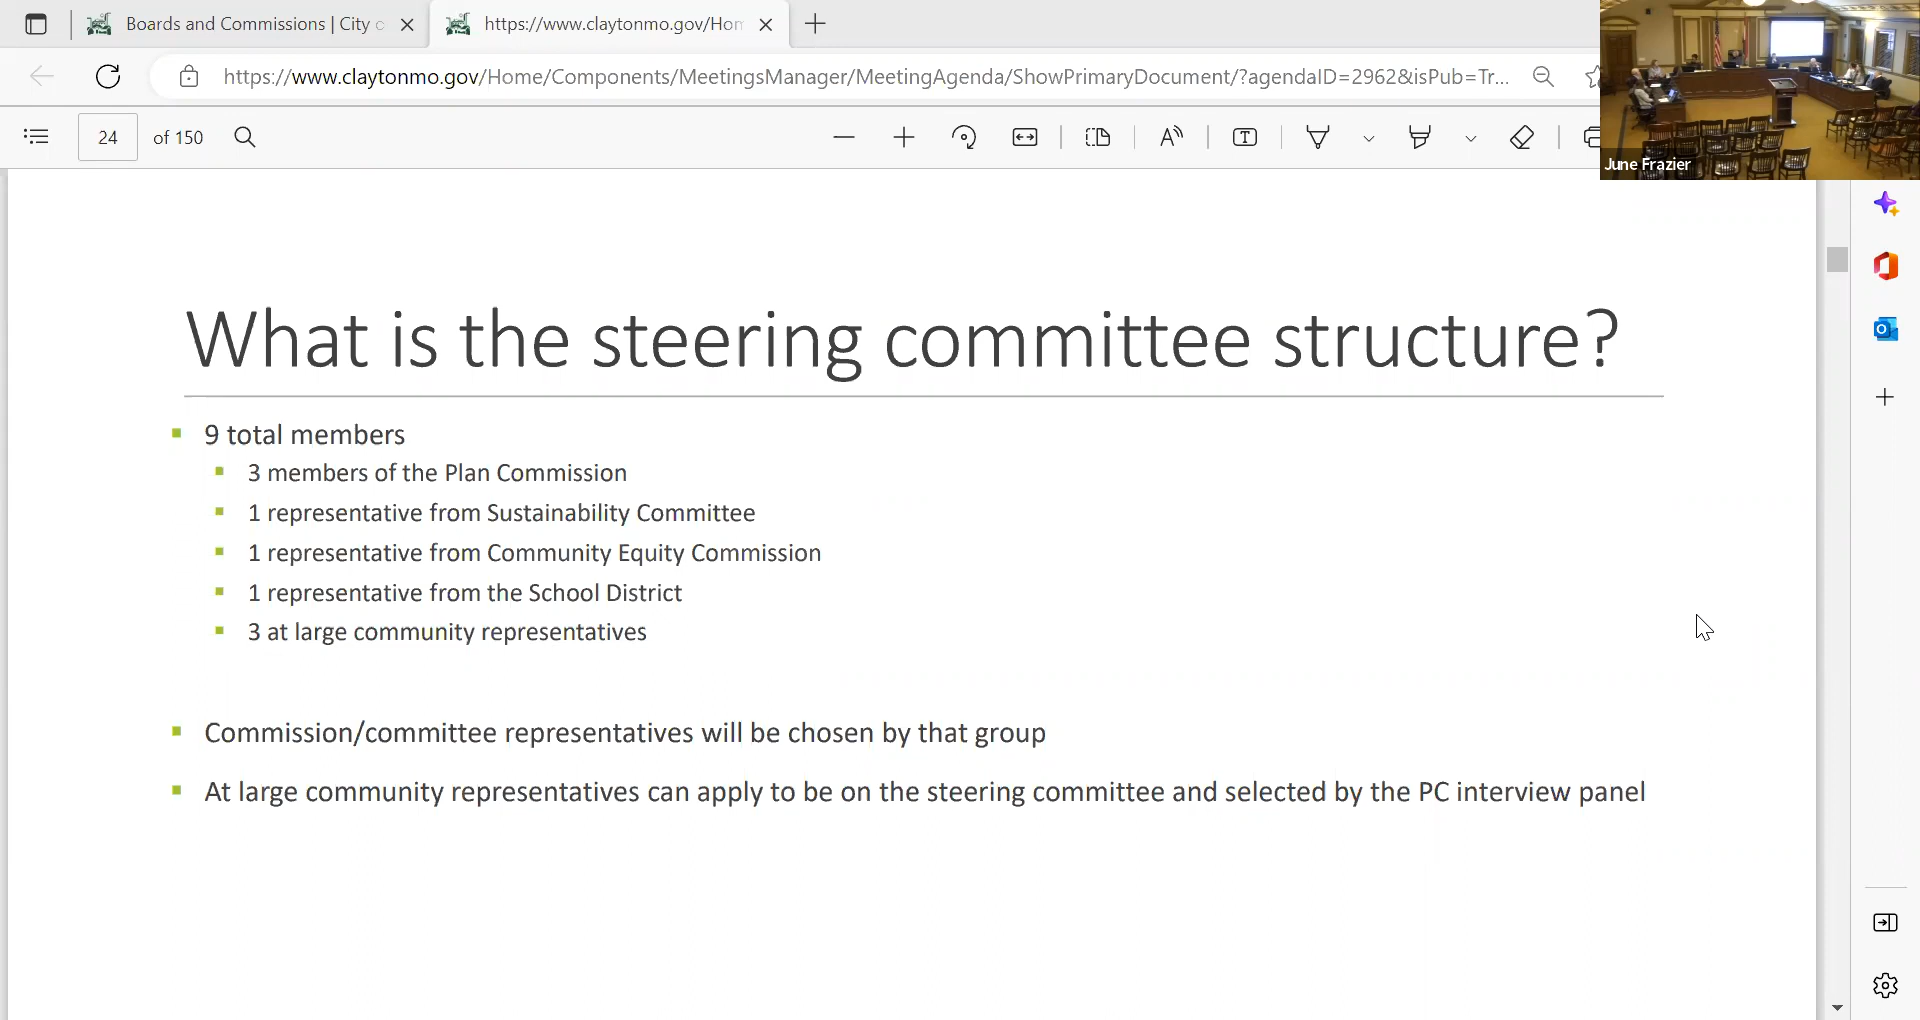 Boards and Commissions | City
https://www.claytonmo.gov/Hom
https://www.claytonmo.gov/Home/Components/MeetingsManager/MeetingAgenda/ShowPrimaryDocument/?agendaID=2962&isPub=Tr...
24 of 150
June Frazier
What is the steering committee structure?
9 total members
3 members of the Plan Commission
1 representative from Sustainability Committee
1 representative from Community Equity Commission
1 representative from the School District
3 at large community representatives
Commission/committee representatives will be chosen by that group
At large community representatives can apply to be on the steering committee and selected by the PC interview panel